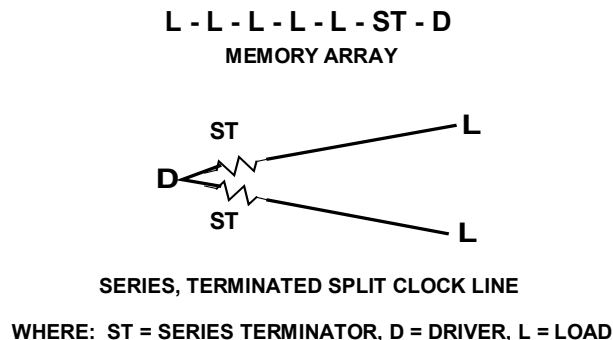 L - L - L - L - L - ST - D
MEMORY ARRAY
ST
L
D
ST
L
SERIES, TERMINATED SPLIT CLOCK LINE
WHERE: ST = SERIES TERMINATOR, D = DRIVER, L = LOAD